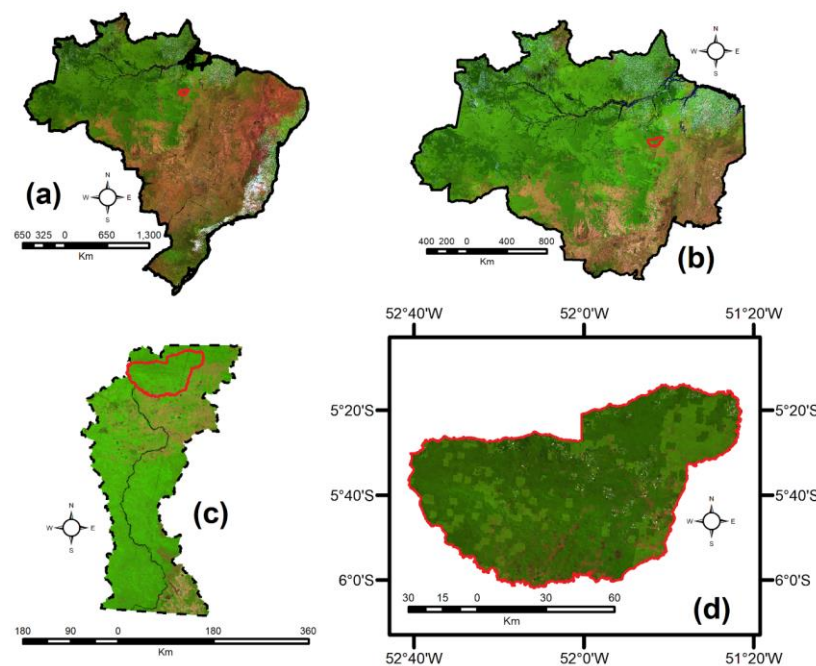 N
W E
S
(a)
650 325 0 650 1,300
Km
N
W E
S
(b)
400 200 0 400 800
Km
N
W E
S
(c)
180 90 0 180 360
Km
52°40'W 52°0'W 51°20'W
5°20'S 5°20'S
5°40'S 5°40'S
6°0'S 6°0'S
N
W E
S
30 15 0 30 60
Km
(d)
52°40'W 52°0'W 51°20'W